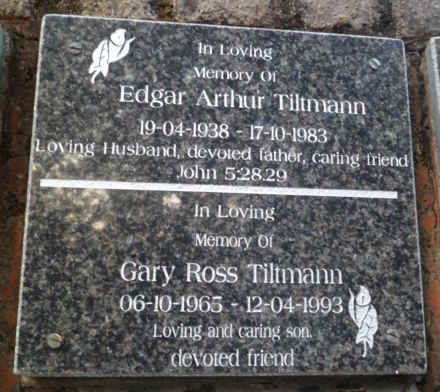 In Loving
Memory Of
Edgar Arthur Tiltmann
19-04-1938 - 17-10-1983
Loving Husband, devoted father, caring friend
John 5:28.29
In Loving
Memory Of
Gary Ross Tiltmann
06-10-1965 - 12-04-1993
Loving and caring son,
devoted friend